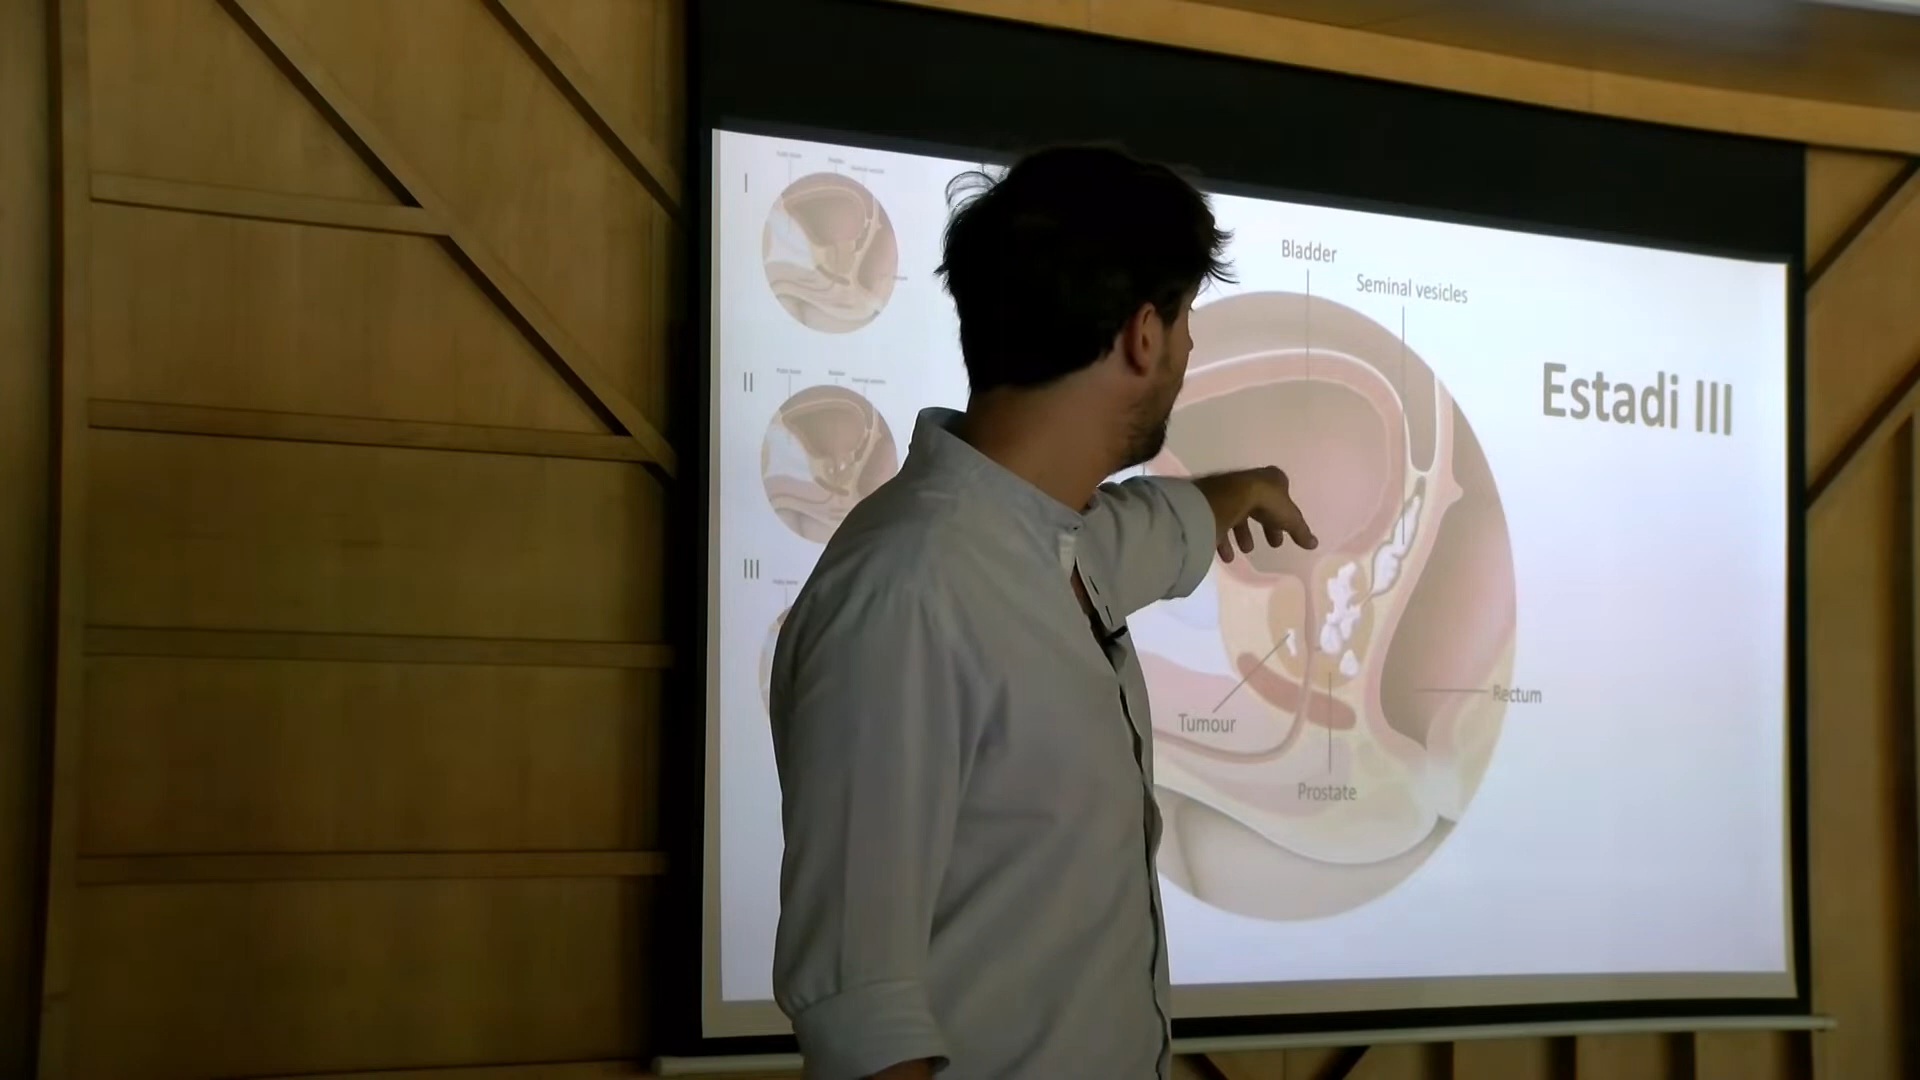 I
II
III
Bladder
Seminal vesicles
Estadi III
Rectum
Tumour
Prostate